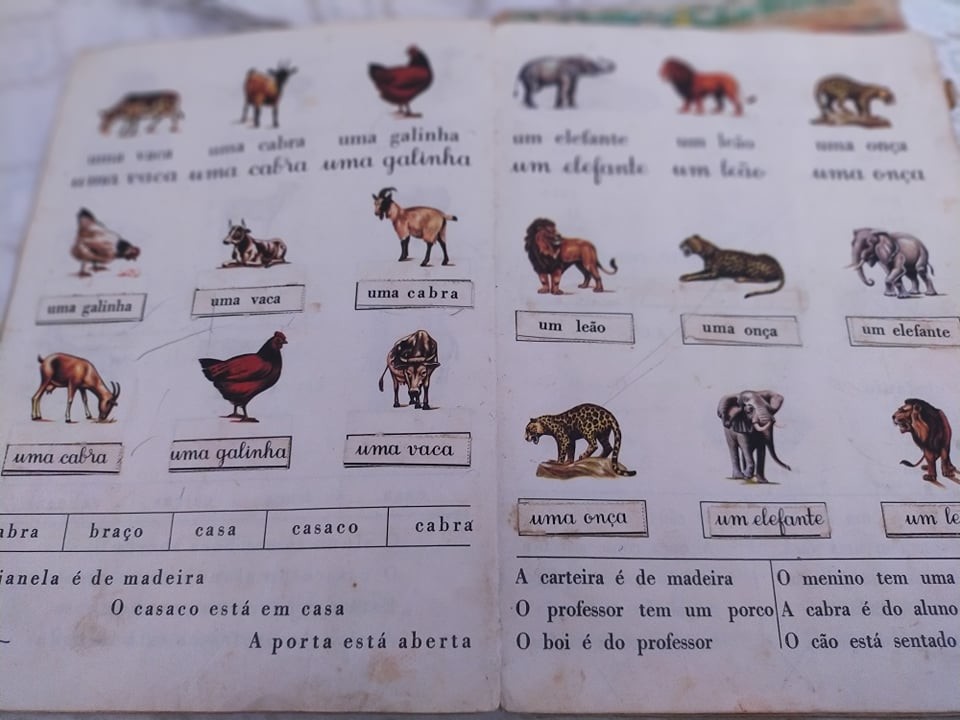 uma vaca uma cabra uma galinha
uma vaca uma cabra uma galinha
uma galinha uma vaca uma cabra
uma cabra uma galinha uma vaca
abra braço casa casaco cabra
janela é de madeira
O casaco está em casa
A porta está aberta
um elefante um leão uma onça
um elefante um leão uma onça
um leão uma onça um elefante
uma onça um elefante um le
A carteira é de madeira
O professor tem um porco
O boi é do professor
O menino tem uma
A cabra é do aluno
O cão está sentado